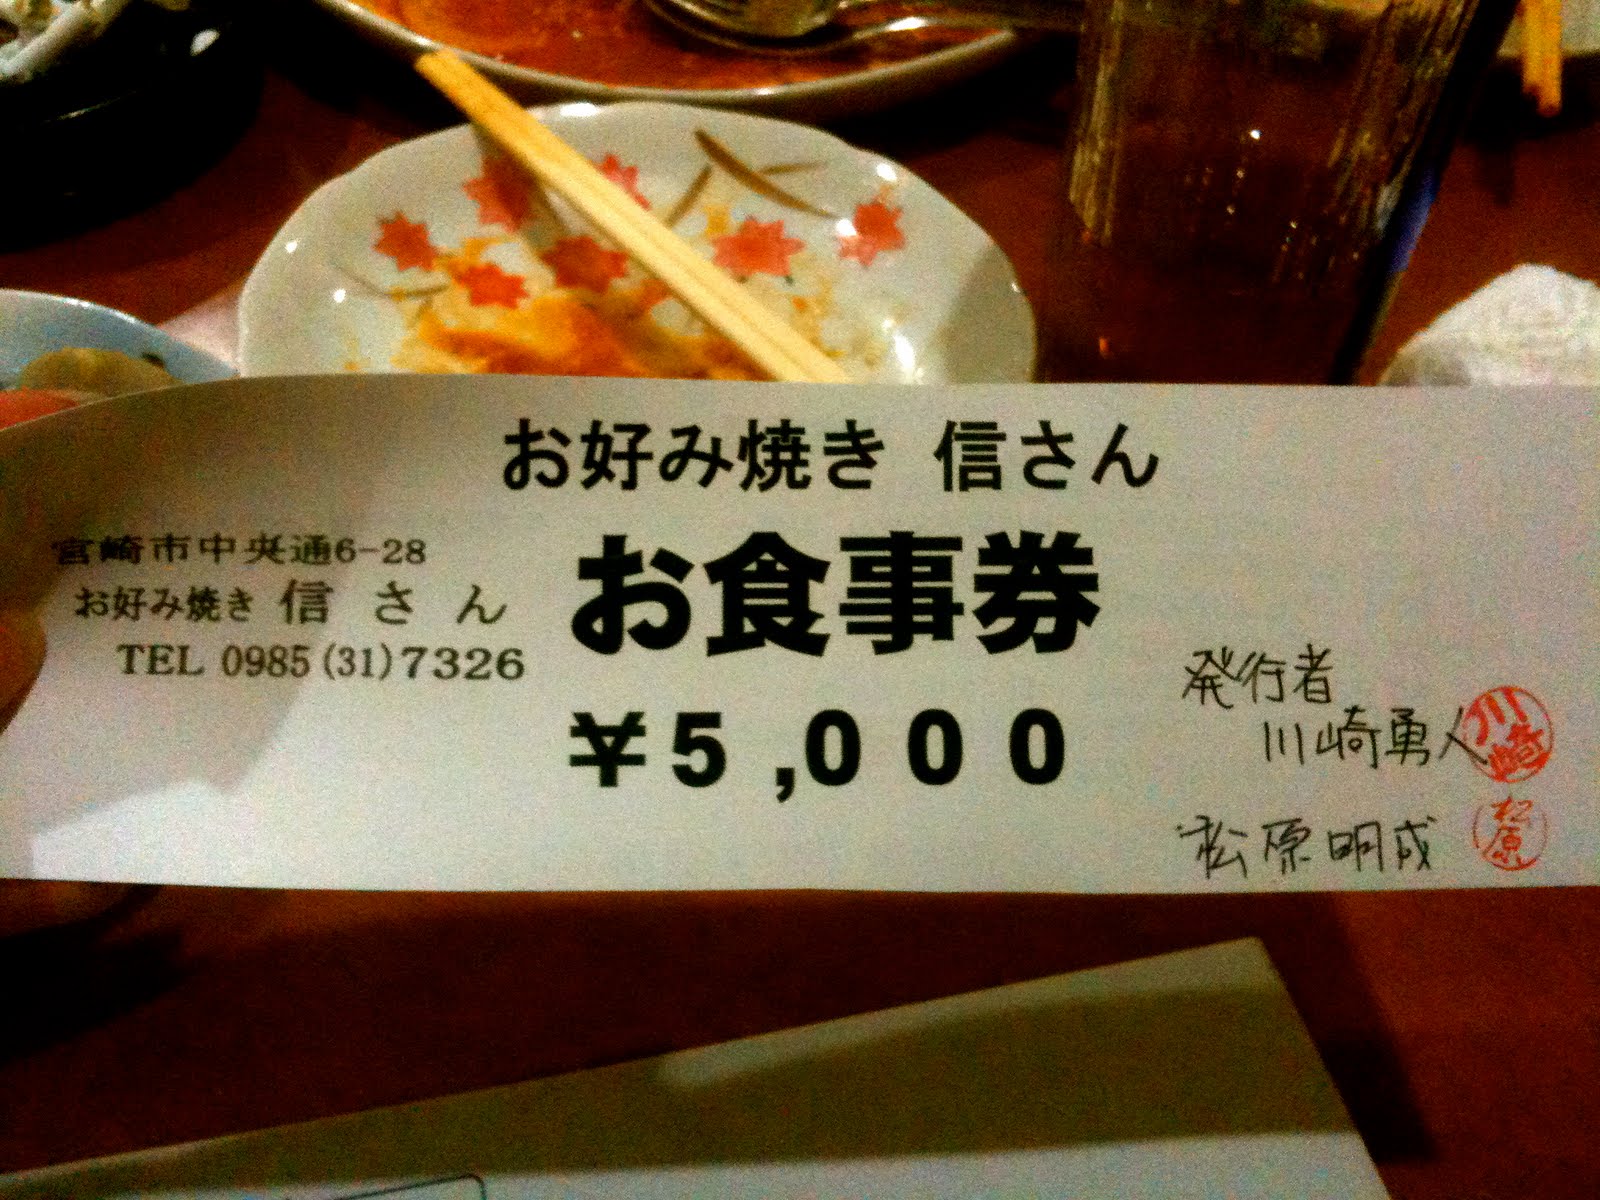 お好み焼き 信さん
宮崎市中央通6-28
お好み焼き 信さん
TEL 0985(31)7326
お食事券
¥5,000
発行者
川崎勇人 川崎
松原明成 松原